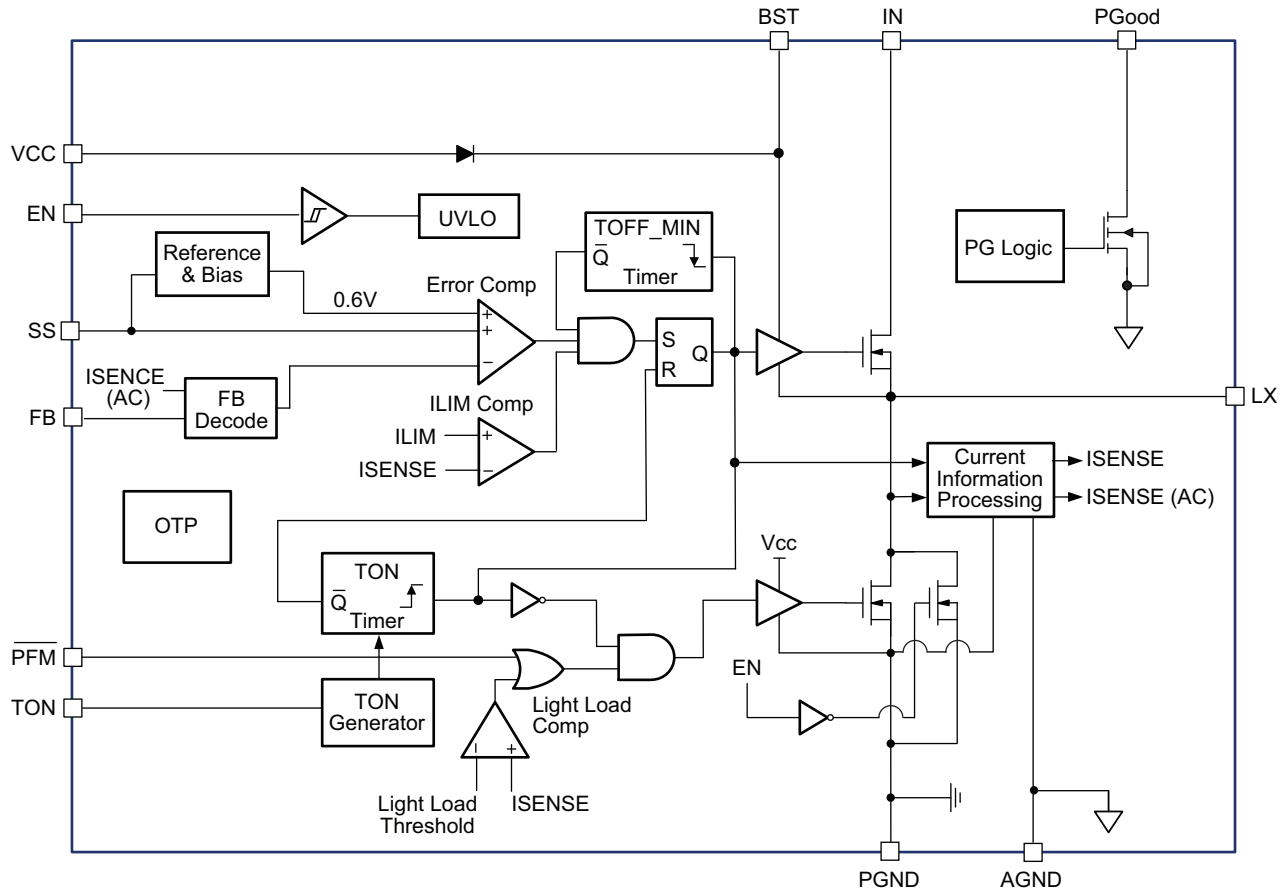 BST
IN
PGood
VCC
EN
UVLO
TOFF_MIN
Q̅
Timer
Reference
& Bias
PG Logic
Error Comp
0.6V
SS
+
+
−
S
Q
R
ISENCE
(AC)
FB
Decode
FB
LX
ILIM Comp
ILIM
+
ISENSE
−
Current
Information
Processing
ISENSE
ISENSE (AC)
OTP
Vcc
TON
Q̅
Timer
P̅F̅M̅
EN
TON
TON
Generator
Light Load
Comp
−
+
Light Load
Threshold
ISENSE
PGND
AGND